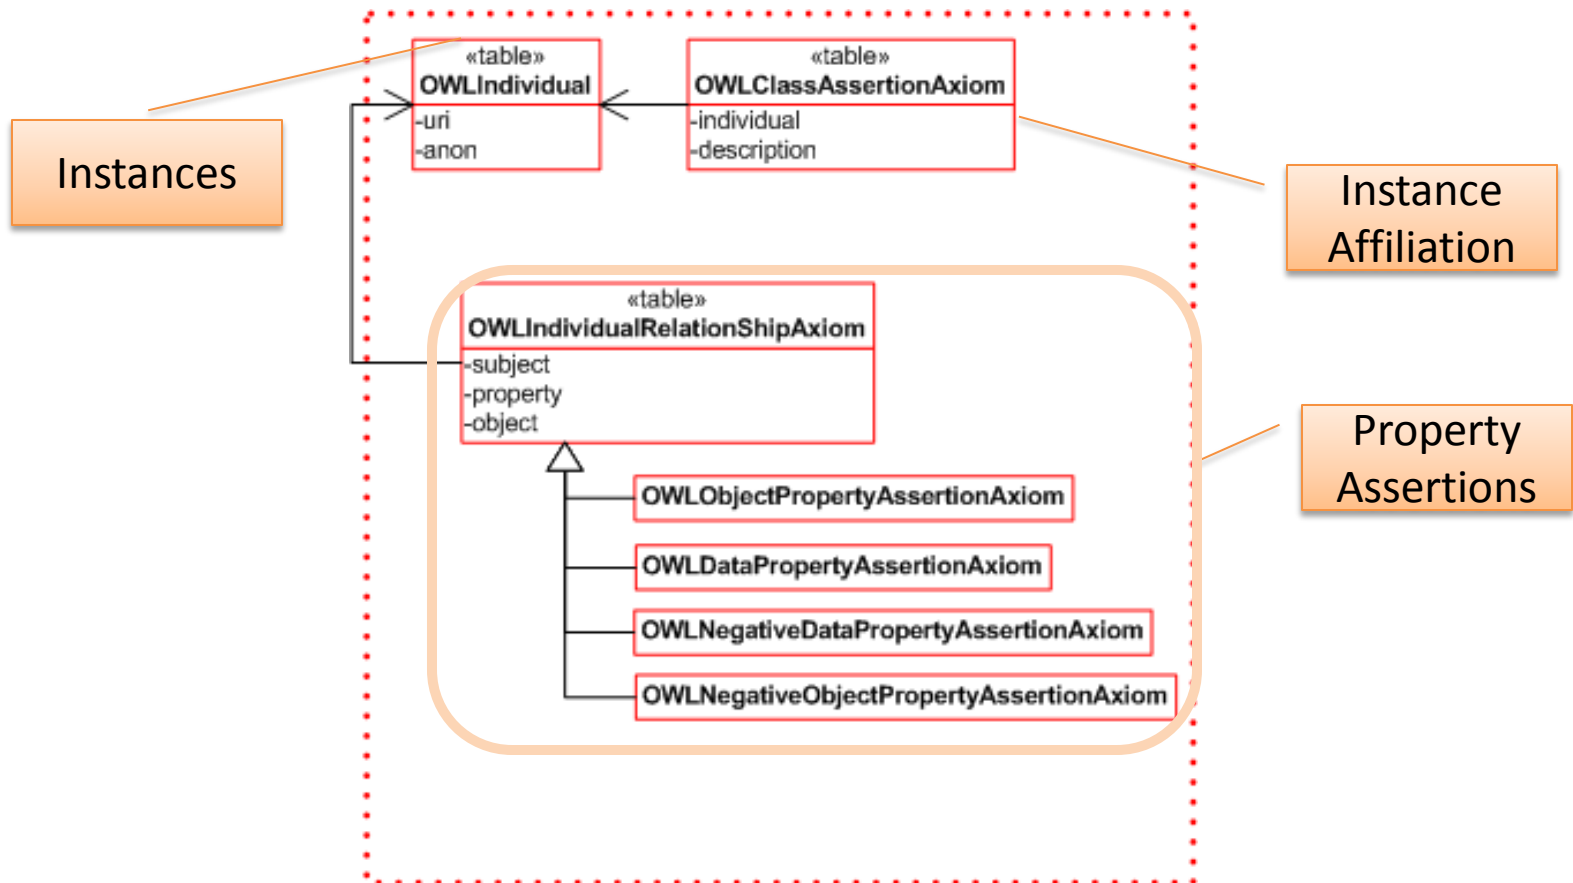 «table»
OWLIndividual
-uri
-anon
«table»
OWLClassAssertionAxiom
-individual
-description
Instances
Instance
Affiliation
«table»
OWLIndividualRelationShipAxiom
-subject
-property
-object
OWLObjectPropertyAssertionAxiom
OWLDataPropertyAssertionAxiom
OWLNegativeDataPropertyAssertionAxiom
OWLNegativeObjectPropertyAssertionAxiom
Property
Assertions